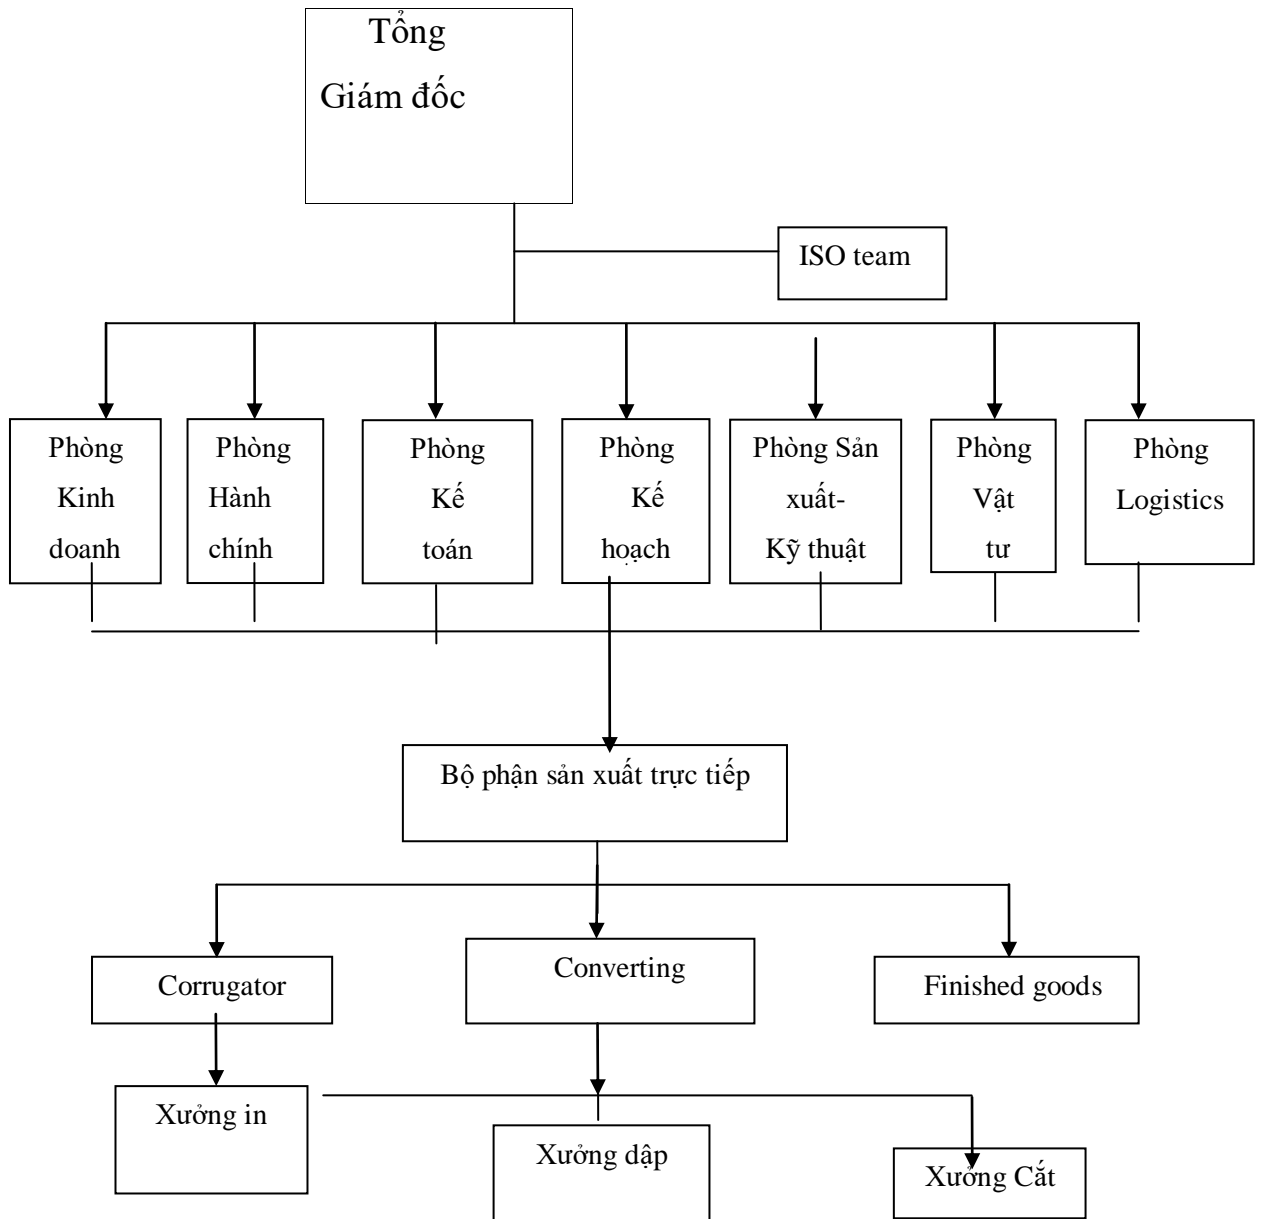 Tổng
Giám đốc
ISO team
Phòng
Kinh
doanh
Phòng
Hành
chính
Phòng
Kế
toán
Phòng
Kế
hoạch
Phòng Sản
xuất-
Kỹ thuật
Phòng
Vật
tư
Phòng
Logistics
Bộ phận sản xuất trực tiếp
Corrugator
Converting
Finished goods
Xưởng in
Xưởng dập
Xưởng Cắt